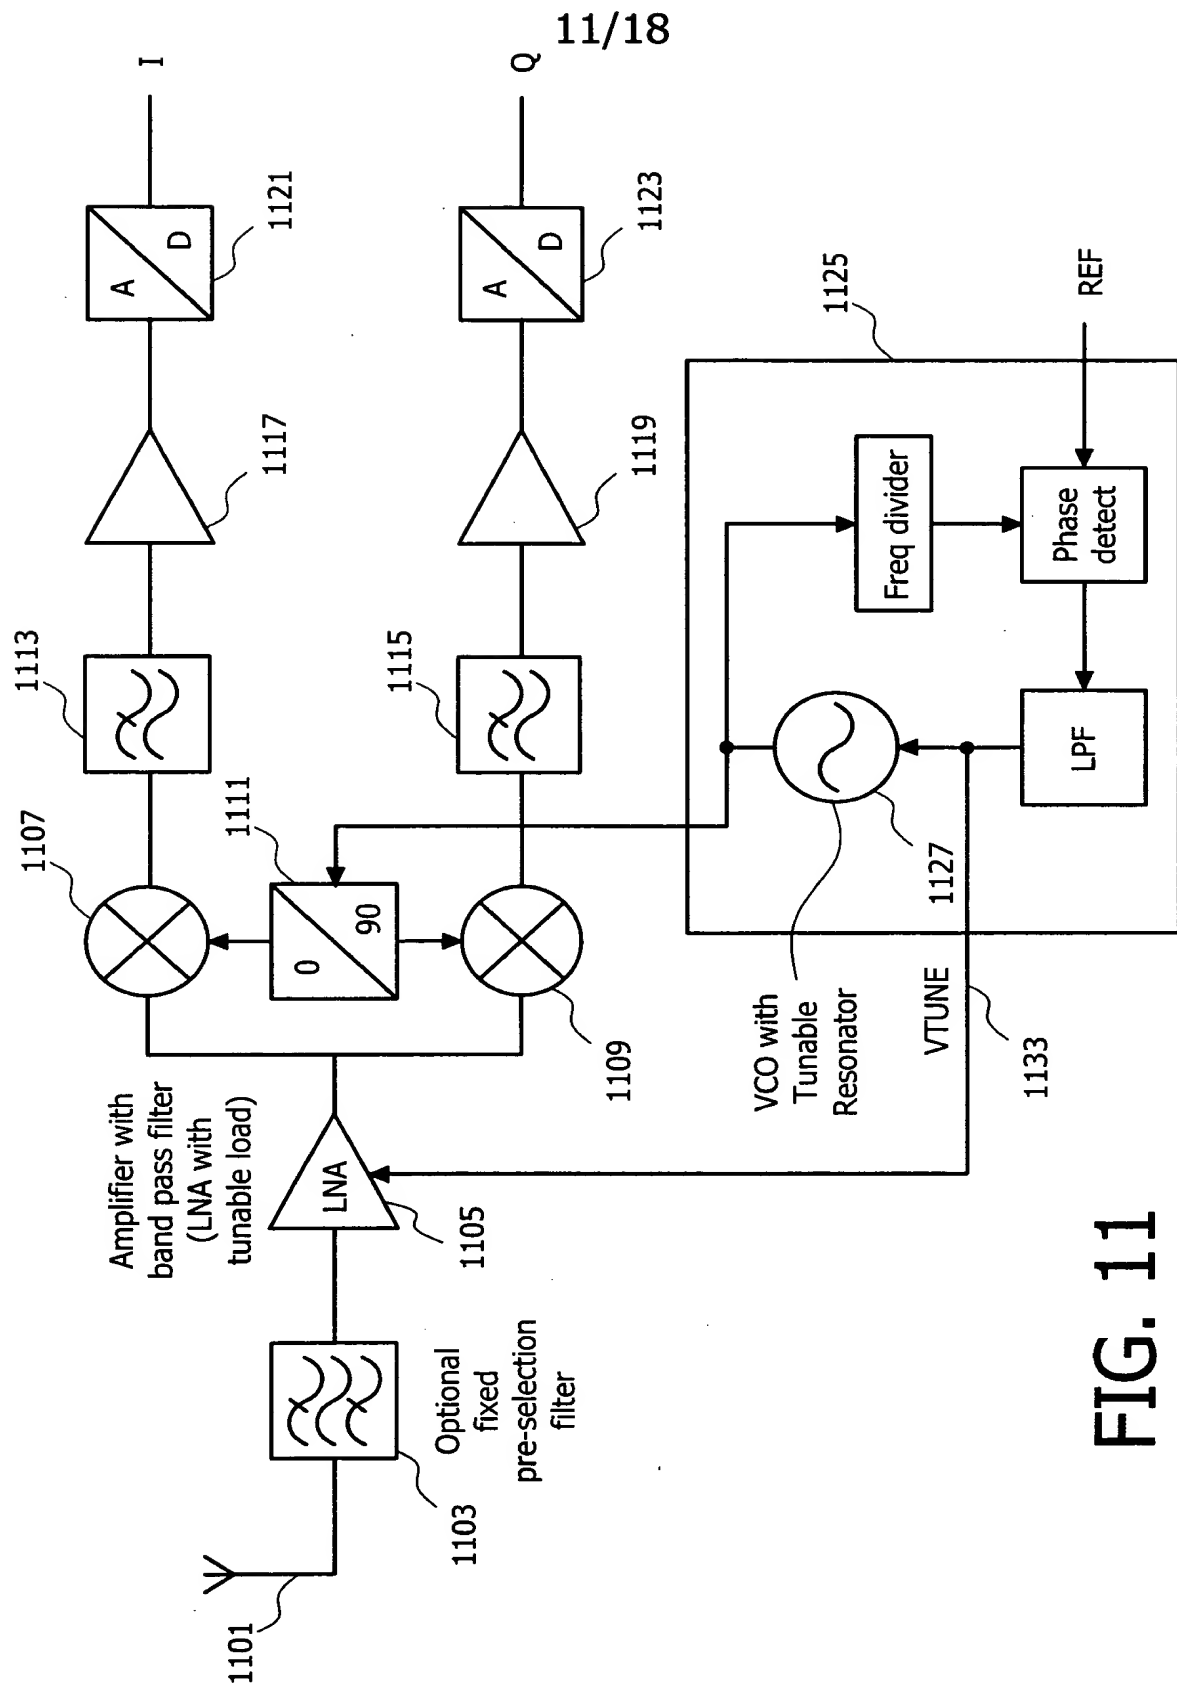 11/18
1101
1103
Optional
fixed
pre-selection
filter
Amplifier with
band pass filter
(LNA with
tunable load)
LNA
1105
1107
0
90
1111
1109
1113
1115
1117
1119
A
D
1121
I
A
D
1123
Q
VCO with
Tunable
Resonator
VTUNE
1133
1127
LPF
Freq divider
Phase
detect
1125
REF
FIG. 11